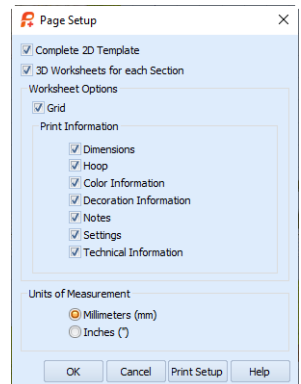 Page Setup
Complete 2D Template
3D Worksheets for each Section
Worksheet Options
Grid
Print Information
Dimensions
Hoop
Color Information
Decoration Information
Notes
Settings
Technical Information
Units of Measurement
Millimeters (mm)
Inches (")
OK Cancel Print Setup Help